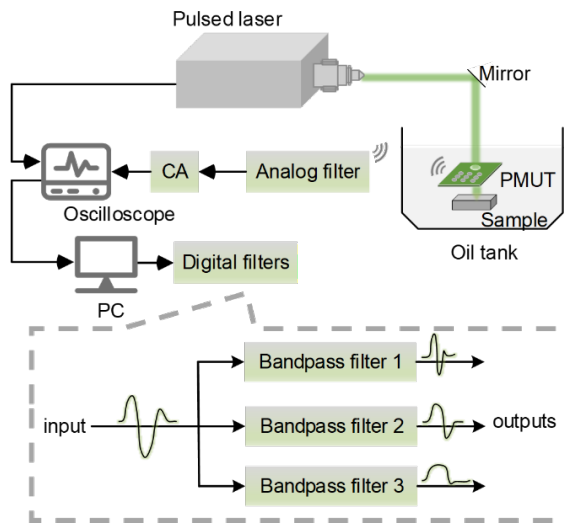 Pulsed laser
Mirror
CA
Analog filter
PMUT
Oscilloscope
Sample
Oil tank
Digital filters
PC
Bandpass filter 1
input
Bandpass filter 2
outputs
Bandpass filter 3